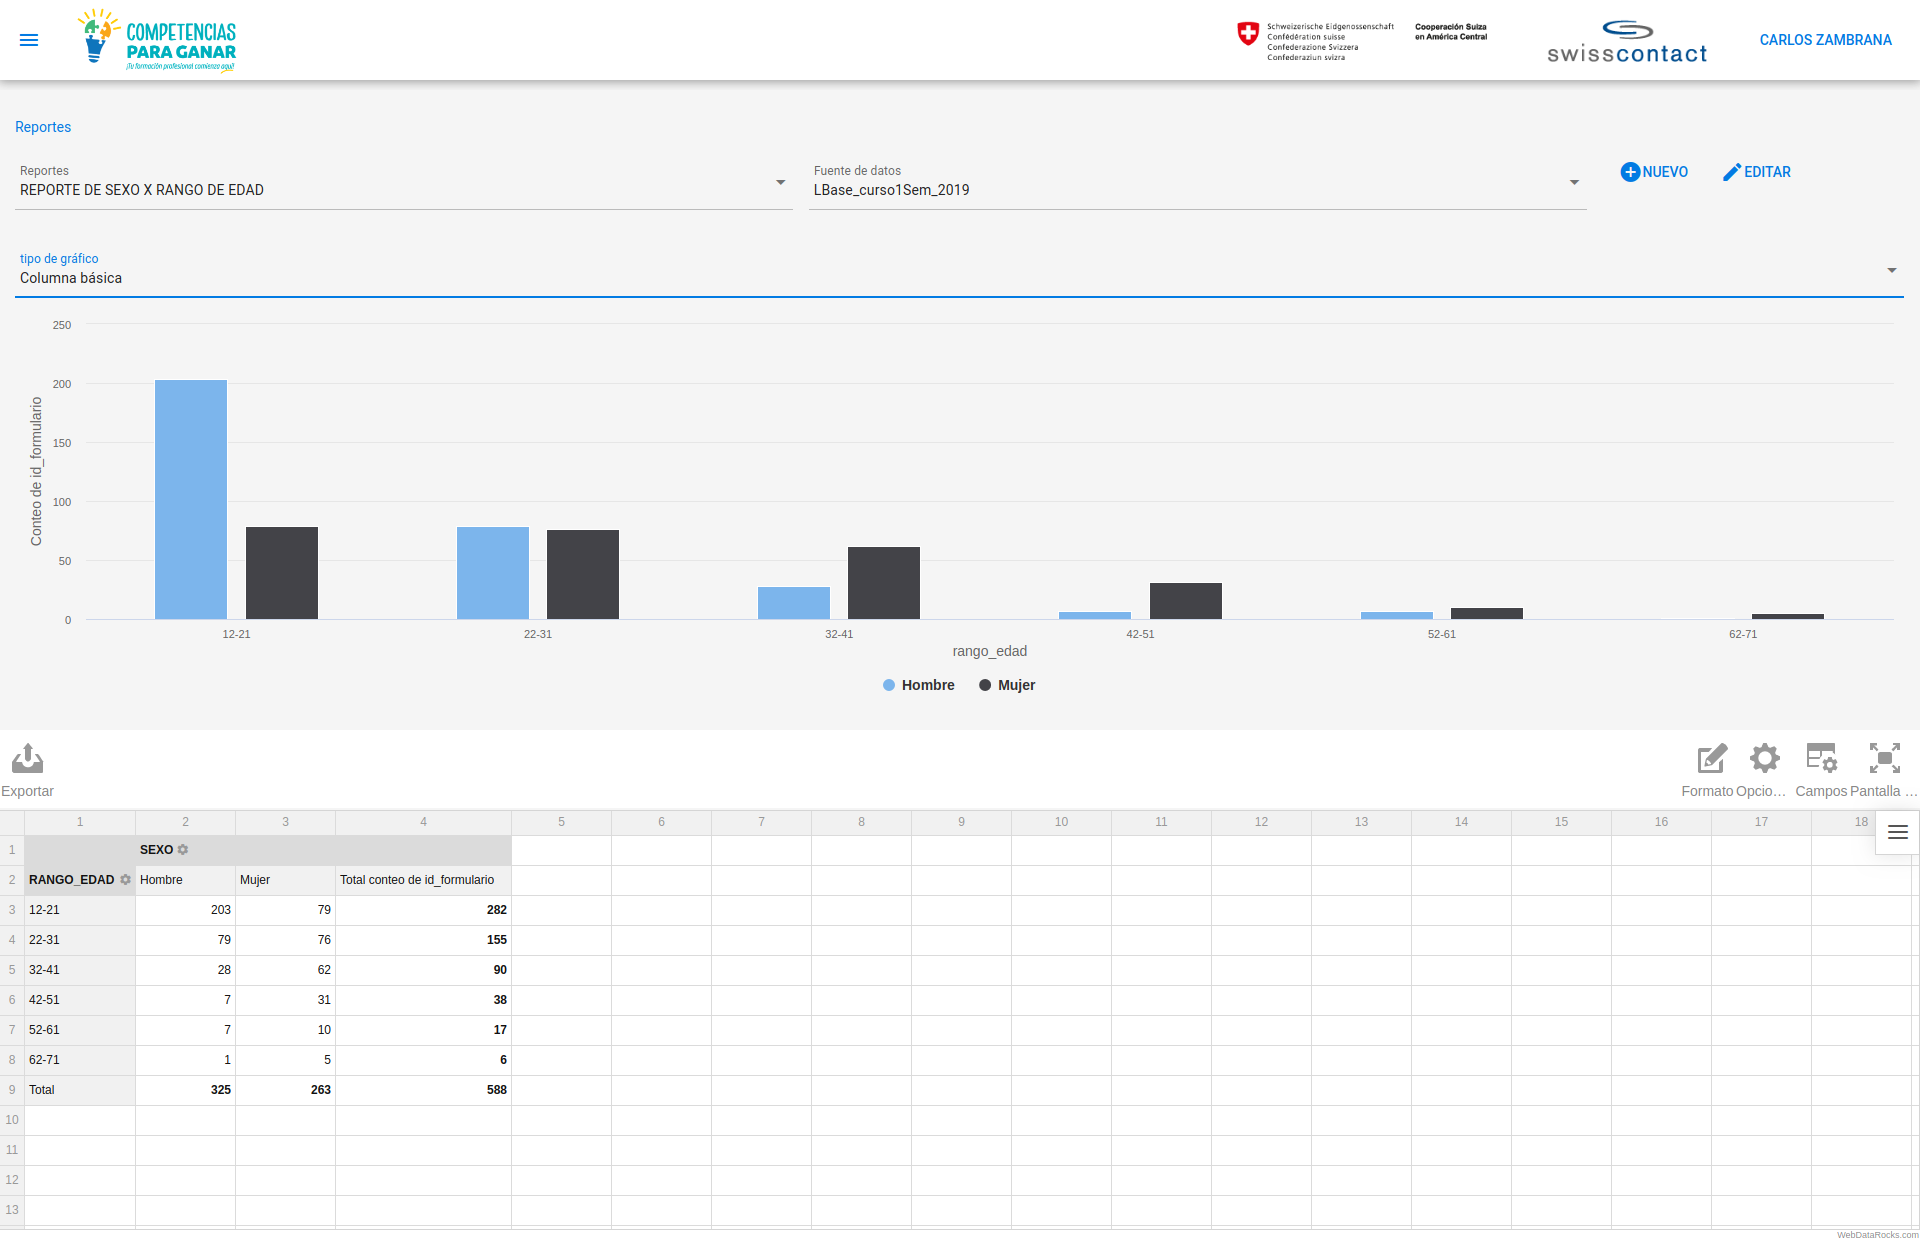 COMPETENCIAS
PARA GANAR
¡Tu formación profesional comienza aquí!
Schweizerische Eidgenossenschaft
Confédération suisse
Confederazione Svizzera
Confederaziun svizra
Cooperación Suiza
en América Central
swisscontact
CARLOS ZAMBRANA
Reportes
Reportes
REPORTE DE SEXO X RANGO DE EDAD
Fuente de datos
LBase_curso1Sem_2019
NUEVO
EDITAR
tipo de gráfico
Columna básica
Conteo de id_formulario
250
200
150
100
50
0
12-21 22-31 32-41 42-51 52-61 62-71
rango_edad
Hombre Mujer
Exportar
Formato Opcio... Campos Pantalla ...
1 2 3 4 5 6 7 8 9 10 11 12 13 14 15 16 17 18
1 SEXO
2 RANGO_EDAD Hombre Mujer Total conteo de id_formulario
3 12-21 203 79 282
4 22-31 79 76 155
5 32-41 28 62 90
6 42-51 7 31 38
7 52-61 7 10 17
8 62-71 1 5 6
9 Total 325 263 588
10
11
12
13
WebDataRocks.com